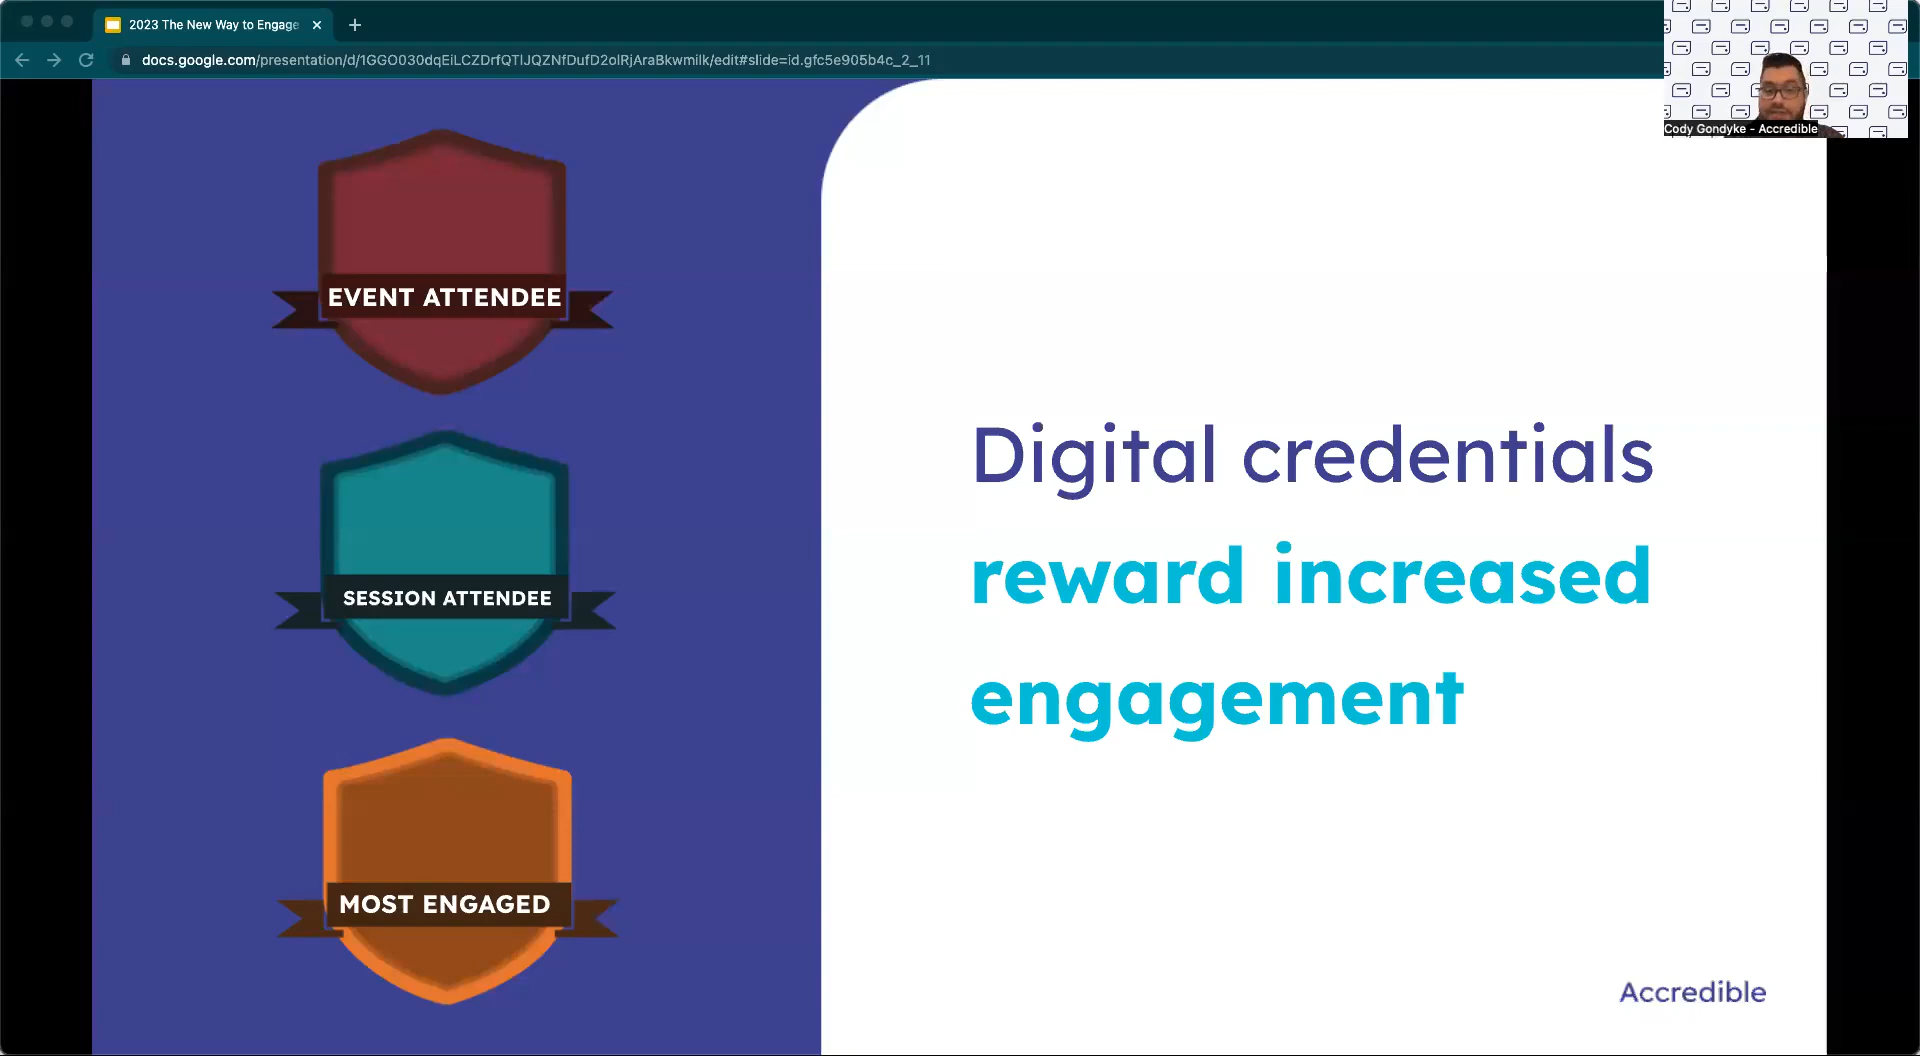 2023 The New Way to Engage
docs.google.com/presentation/d/1GGO030dqEiLCZDrfQTIJQZNfDufD2olRjAraBkwmilk/edit#slide=id.gfc5e905b4c_2_11
Cody Gondyke - Accredible
EVENT ATTENDEE
SESSION ATTENDEE
MOST ENGAGED
Digital credentials
reward increased
engagement
Accredible